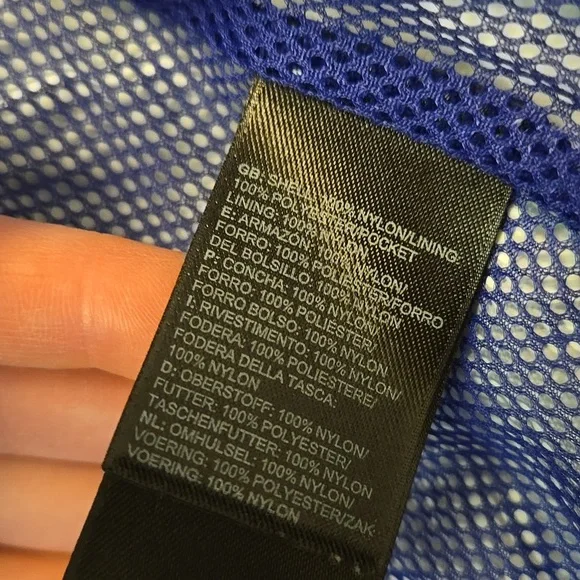 GB: SHELL: 100% NYLON/LINING:
100% POLYESTER/POCKET
LINING: 100% NYLON
E: ARMAZON: 100% NYLON/
FORRO: 100% POLIESTER/FORRO
DEL BOLSILLO: 100% NYLON
P: CONCHA: 100% NYLON/
FORRO: 100% POLIESTER/
FORRO BOLSO: 100% NYLON
I: RIVESTIMENTO: 100% NYLON/
FODERA: 100% POLIESTERE/
FODERA DELLA TASCA:
100% NYLON
D: OBERSTOFF: 100% NYLON/
FUTTER: 100% POLYESTER/
TASCHENFUTTER: 100% NYLON
NL: OMHULSEL: 100% NYLON/
VOERING: 100% POLYESTER/ZAK
VOERING: 100% NYLON